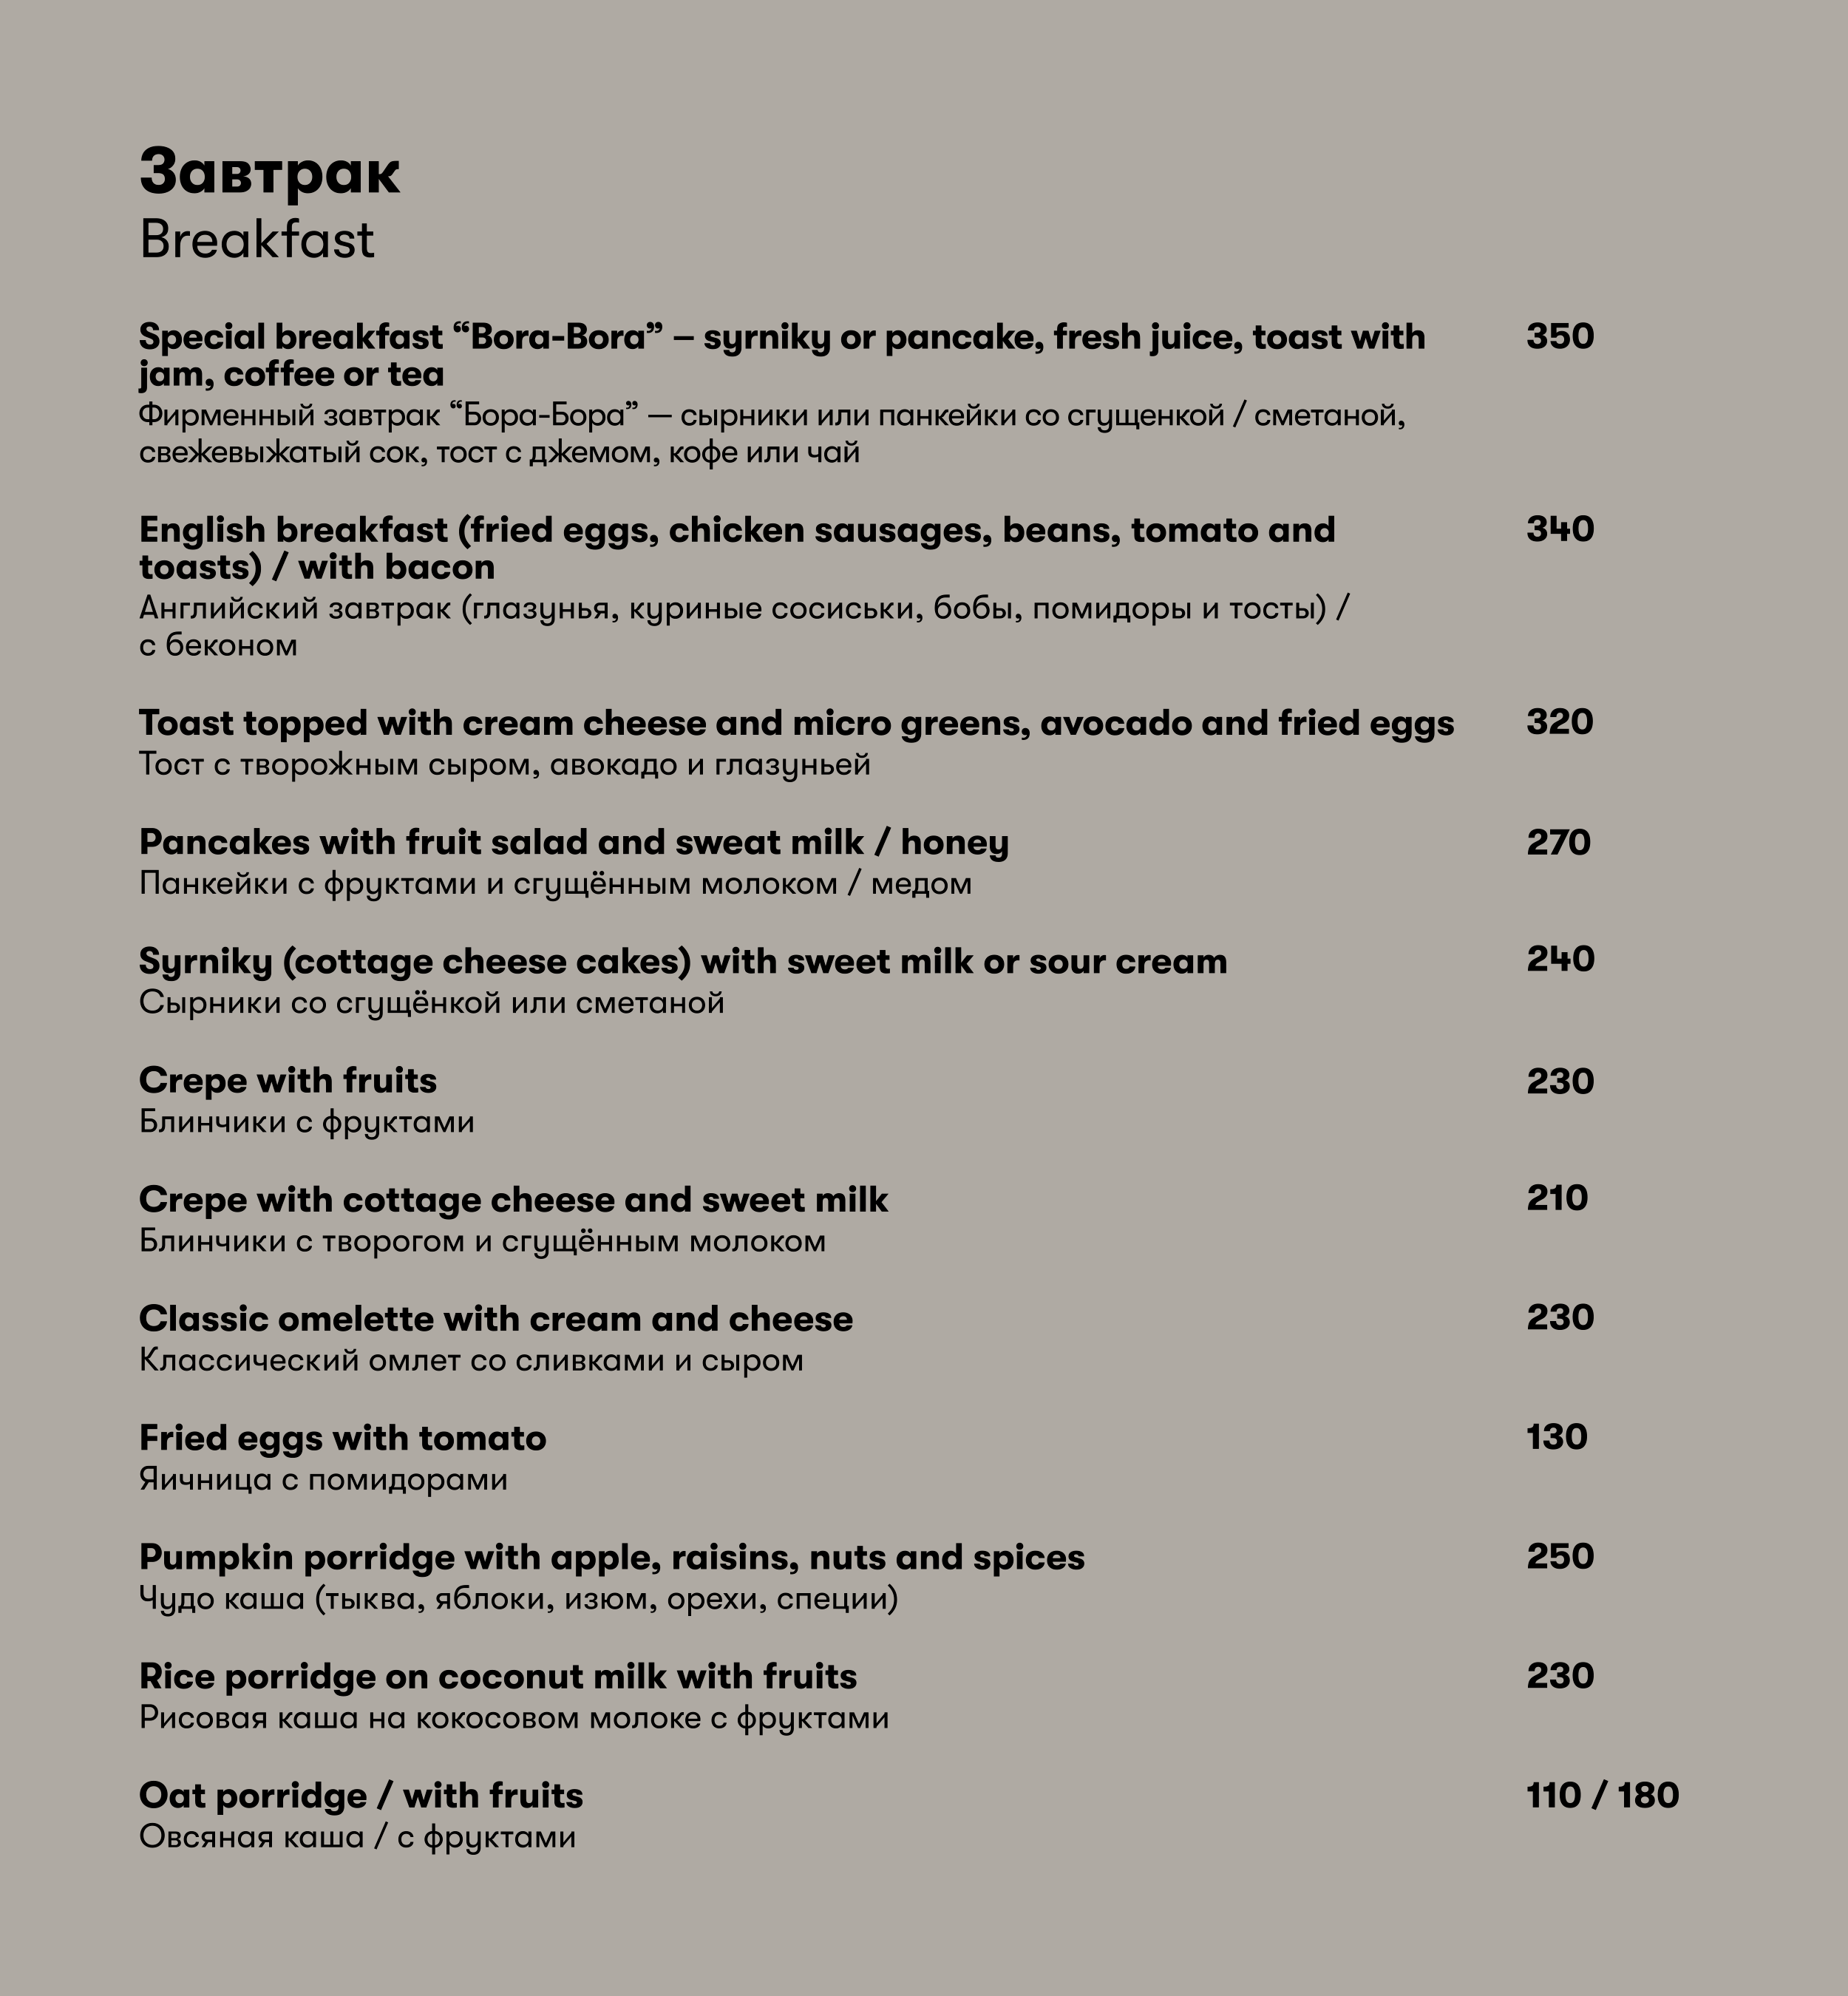 Завтрак
Breakfast
Special breakfast “Bora-Bora” – syrniky or pancake, fresh juice, toast with 350
jam, coffee or tea
Фирменный завтрак “Бора-Бора” — сырники или панкейки со сгущенкой / сметаной,
свежевыжатый сок, тост с джемом, кофе или чай
English breakfast (fried eggs, chicken sausages, beans, tomato and 340
toasts) / with bacon
Английский завтрак (глазунья, куриные сосиськи, бобы, помидоры и тосты) /
с беконом
Toast topped with cream cheese and micro greens, avocado and fried eggs 320
Тост с творожным сыром, авокадо и глазуньей
Pancakes with fruit salad and sweat milk / honey 270
Панкейки с фруктами и сгущённым молоком / медом
Syrniky (cottage cheese cakes) with sweet milk or sour cream 240
Сырники со сгущёнкой или сметаной
Crepe with fruits 230
Блинчики с фруктами
Crepe with cottage cheese and sweet milk 210
Блинчики с творогом и сгущённым молоком
Classic omelette with cream and cheese 230
Классический омлет со сливками и сыром
Fried eggs with tomato 130
Яичница с помидорами
Pumpkin porridge with apple, raisins, nuts and spices 250
Чудо каша (тыква, яблоки, изюм, орехи, специи)
Rice porridge on coconut milk with fruits 230
Рисовая каша на кокосовом молоке с фруктами
Oat porridge / with fruits 110 / 180
Овсяная каша / с фруктами